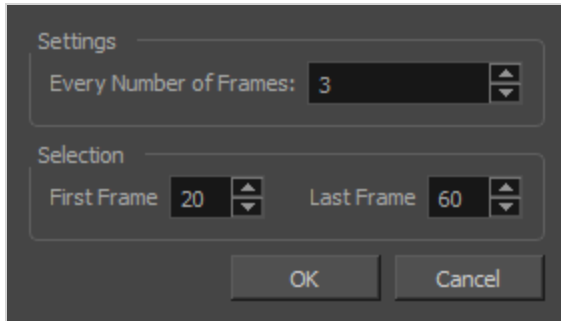 Settings
Every Number of Frames: 3
Selection
First Frame 20 Last Frame 60
OK Cancel